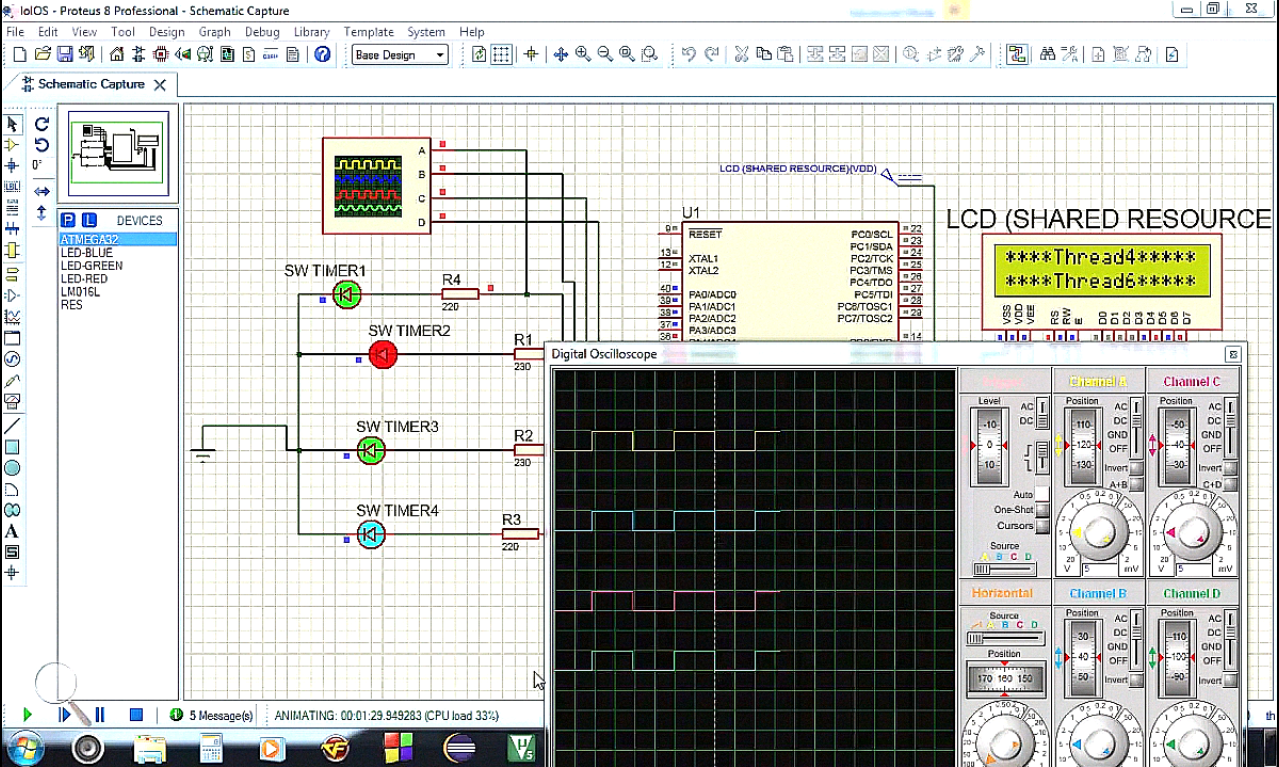 IoIOS - Proteus 8 Professional - Schematic Capture
File Edit View Tool Design Graph Debug Library Template System Help
Base Design
Schematic Capture
0°
LBL
P L DEVICES
ATMEGA32
LED-BLUE
LED-GREEN
LED-RED
LM016L
RES
A
S
A
B
C
D
SW TIMER1
R4
220
SW TIMER2
R1
230
SW TIMER3
R2
230
SW TIMER4
R3
220
LCD (SHARED RESOURCE)(VDD)
U1
9 RESET
13 XTAL1
12 XTAL2
40 PA0/ADC0
39 PA1/ADC1
38 PA2/ADC2
37 PA3/ADC3
36
PC0/SCL 22
PC1/SDA 23
PC2/TCK 24
PC3/TMS 25
PC4/TDO 26
PC5/TDI 27
PC6/TOSC1 28
PC7/TOSC2 29
14
LCD (SHARED RESOURCE
****Thread4*****
****Thread6*****
VSS VDD VEE RS RW E D0 D1 D2 D3 D4 D5 D6 D7
Digital Oscilloscope
Channel A
Channel C
Level
AC
DC
-10
0
10
Auto
One-Shot
Cursors
Source
A B C D
Position
110
120
130
AC
DC
GND
OFF
Invert
A+B
Position
-50
-40
-30
AC
DC
GND
OFF
Invert
C+D
20
V
5
2
mV
20
V
5
2
mV
Horizontal
Source
A B C D
Position
170 160 150
Channel B
Position
-30
-40
-50
AC
DC
GND
OFF
Invert
Channel D
Position
-110
-100
-90
AC
DC
GND
OFF
Invert
5 Message(s)
ANIMATING: 00:01:29.949283 (CPU load 33%)